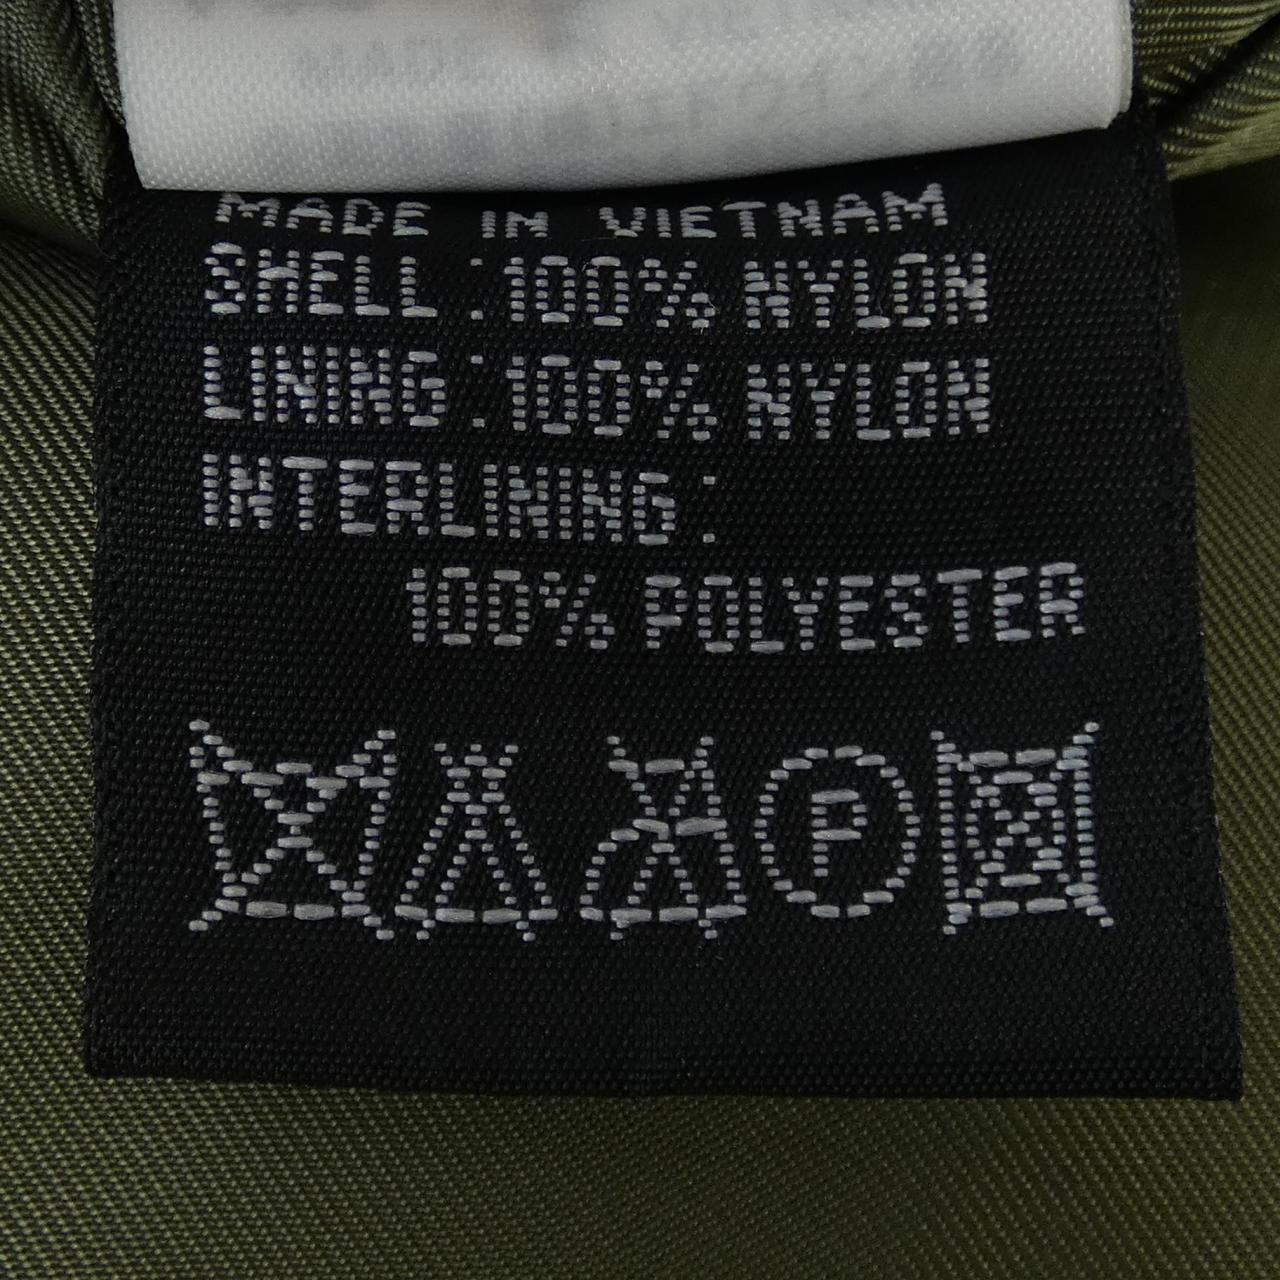 MADE IN VIETNAM
SHELL :100% NYLON
LINING :100% NYLON
INTERLINING:
100% POLYESTER
P